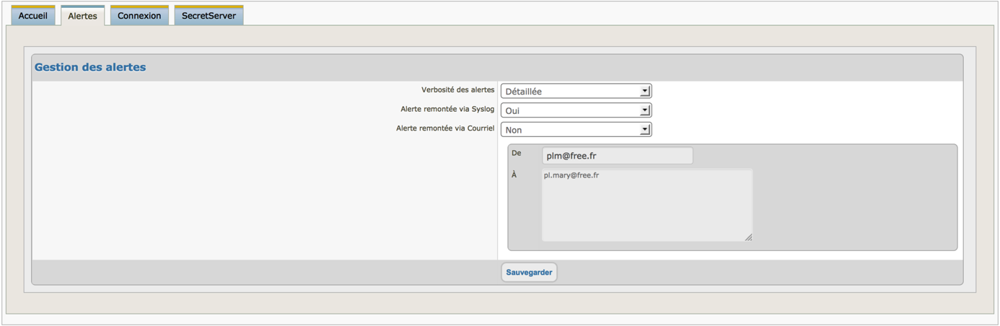 Accueil Alertes Connexion SecretServer
Gestion des alertes
Verbosité des alertes Détaillée
Alerte remontée via Syslog Oui
Alerte remontée via Courriel Non
De plm@free.fr
À pl.mary@free.fr
Sauvegarder